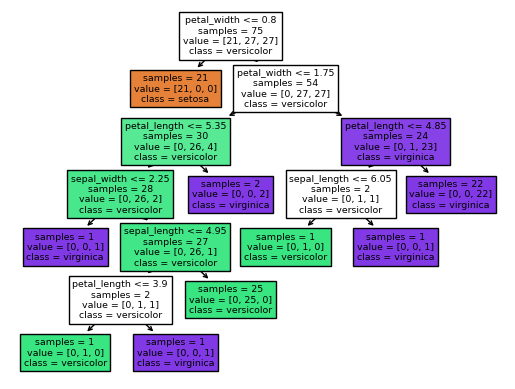 petal_width <= 0.8
samples = 75
value = [21, 27, 27]
class = versicolor
samples = 21
value = [21, 0, 0]
class = setosa
petal_width <= 1.75
samples = 54
value = [0, 27, 27]
class = versicolor
petal_length <= 5.35
samples = 30
value = [0, 26, 4]
class = versicolor
petal_length <= 4.85
samples = 24
value = [0, 1, 23]
class = virginica
sepal_width <= 2.25
samples = 28
value = [0, 26, 2]
class = versicolor
samples = 2
value = [0, 0, 2]
class = virginica
sepal_length <= 6.05
samples = 2
value = [0, 1, 1]
class = versicolor
samples = 22
value = [0, 0, 22]
class = virginica
samples = 1
value = [0, 0, 1]
class = virginica
sepal_length <= 4.95
samples = 27
value = [0, 26, 1]
class = versicolor
samples = 1
value = [0, 1, 0]
class = versicolor
samples = 1
value = [0, 0, 1]
class = virginica
petal_length <= 3.9
samples = 2
value = [0, 1, 1]
class = versicolor
samples = 25
value = [0, 25, 0]
class = versicolor
samples = 1
value = [0, 1, 0]
class = versicolor
samples = 1
value = [0, 0, 1]
class = virginica